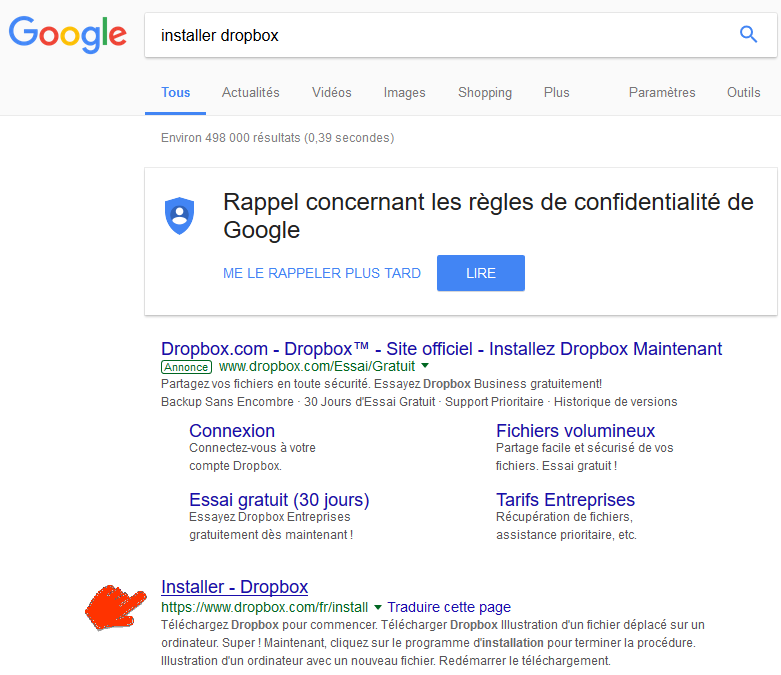 Google
installer dropbox
Tous Actualités Vidéos Images Shopping Plus Paramètres Outils
Environ 498 000 résultats (0,39 secondes)
Rappel concernant les règles de confidentialité de
Google
ME LE RAPPELER PLUS TARD LIRE
Dropbox.com - Dropbox™ - Site officiel - Installez Dropbox Maintenant
Annonce www.dropbox.com/Essai/Gratuit
Partagez vos fichiers en toute sécurité. Essayez Dropbox Business gratuitement!
Backup Sans Encombre · 30 Jours d'Essai Gratuit · Support Prioritaire · Historique de versions
Connexion
Connectez-vous à votre
compte Dropbox.
Fichiers volumineux
Partage facile et sécurisé de vos
fichiers. Essai gratuit !
Essai gratuit (30 jours)
Essayez Dropbox Entreprises
gratuitement dès maintenant !
Tarifs Entreprises
Récupération de fichiers,
assistance prioritaire, etc.
Installer - Dropbox
https://www.dropbox.com/fr/install Traduire cette page
Téléchargez Dropbox pour commencer. Télécharger Dropbox Illustration d'un fichier déplacé sur un
ordinateur. Super ! Maintenant, cliquez sur le programme d'installation pour terminer la procédure.
Illustration d'un ordinateur avec un nouveau fichier. Redémarrer le téléchargement.